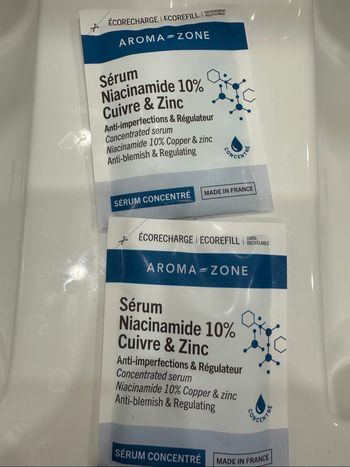 ÉCORECHARGE | ECOREFILL | ENTIÈREMENT RECYCLABLE
AROMA-ZONE
Sérum
Niacinamide 10%
Cuivre & Zinc
Anti-imperfections & Régulateur
Concentrated serum
Niacinamide 10% Copper & zinc
Anti-blemish & Regulating
CONCENTRÉ
SÉRUM CONCENTRÉ
MADE IN FRANCE
ÉCORECHARGE | ECOREFILL | 100% RECYCLABLE
AROMA-ZONE
Sérum
Niacinamide 10%
Cuivre & Zinc
Anti-imperfections & Régulateur
Concentrated serum
Niacinamide 10% Copper & zinc
Anti-blemish & Regulating
CONCENTRÉ
SÉRUM CONCENTRÉ
MADE IN FRANCE